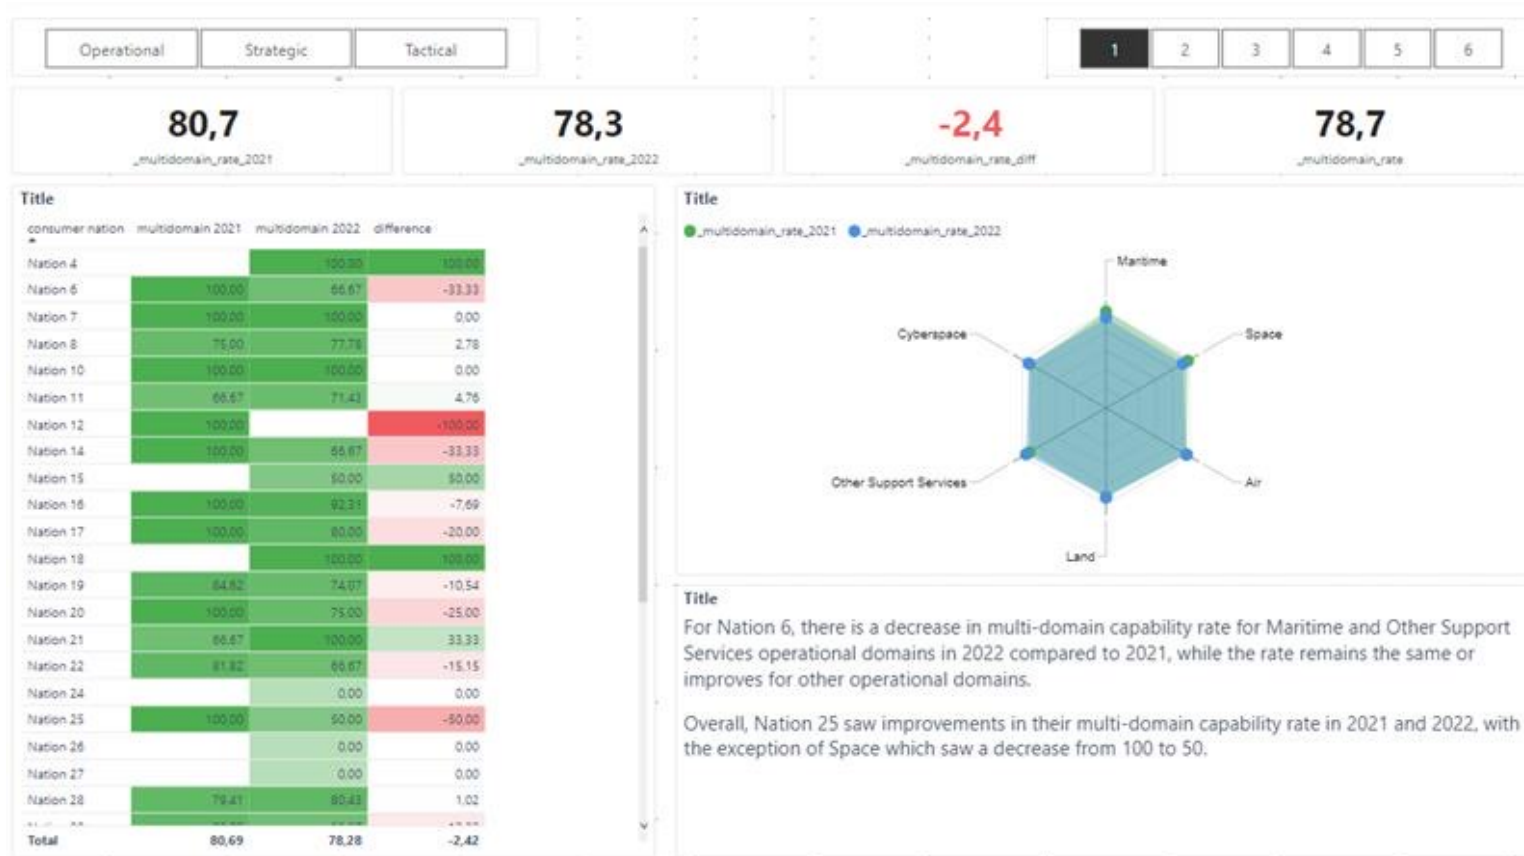 Operational Strategic Tactical
1 2 3 4 5 6
80,7 78,3 -2,4 78,7
_multidomain_rate_2021 _multidomain_rate_2022 _multidomain_rate_diff _multidomain_rate
Title
consumer nation multidomain 2021 multidomain 2022 difference
Nation 4 100,00 100,00
Nation 6 100,00 66,67 -33,33
Nation 7 100,00 100,00 0,00
Nation 8 75,00 77,78 2,78
Nation 10 100,00 100,00 0,00
Nation 11 66,67 71,43 4,76
Nation 12 100,00 -100,00
Nation 14 100,00 66,67 -33,33
Nation 15 50,00 50,00
Nation 16 100,00 92,31 -7,69
Nation 17 100,00 80,00 -20,00
Nation 18 100,00 100,00
Nation 19 84,62 74,07 -10,54
Nation 20 100,00 75,00 -25,00
Nation 21 66,67 100,00 33,33
Nation 22 81,82 66,67 -15,15
Nation 24 0,00 0,00
Nation 25 100,00 50,00 -50,00
Nation 26 0,00 0,00
Nation 27 0,00 0,00
Nation 28 79,41 80,43 1,02
Total 80,69 78,28 -2,42
Title
_multidomain_rate_2021 _multidomain_rate_2022
Maritime
Cyberspace Space
Other Support Services Air
Land
Title
For Nation 6, there is a decrease in multi-domain capability rate for Maritime and Other Support
Services operational domains in 2022 compared to 2021, while the rate remains the same or
improves for other operational domains.
Overall, Nation 25 saw improvements in their multi-domain capability rate in 2021 and 2022, with
the exception of Space which saw a decrease from 100 to 50.